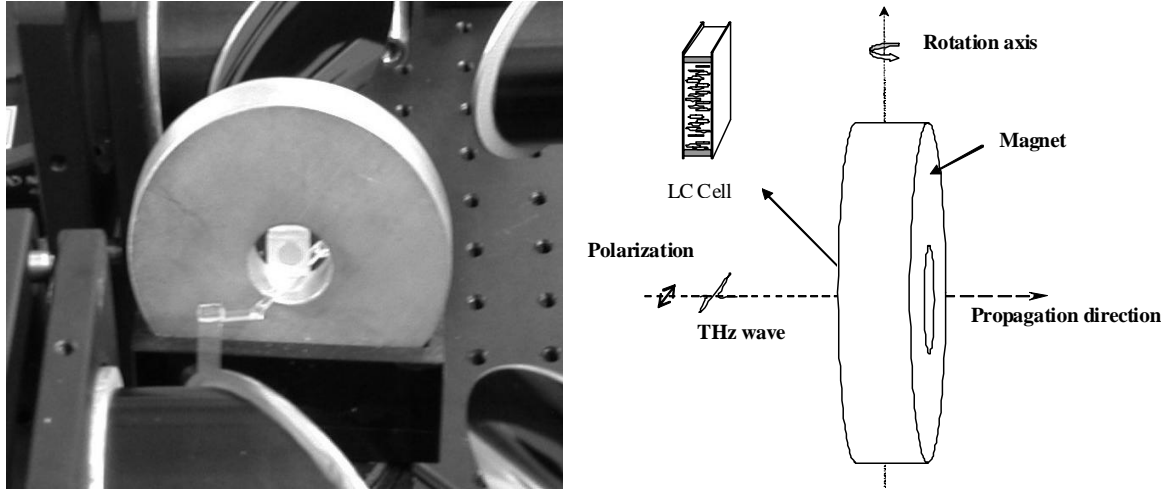 Rotation axis
Magnet
LC Cell
Polarization
THz wave
Propagation direction